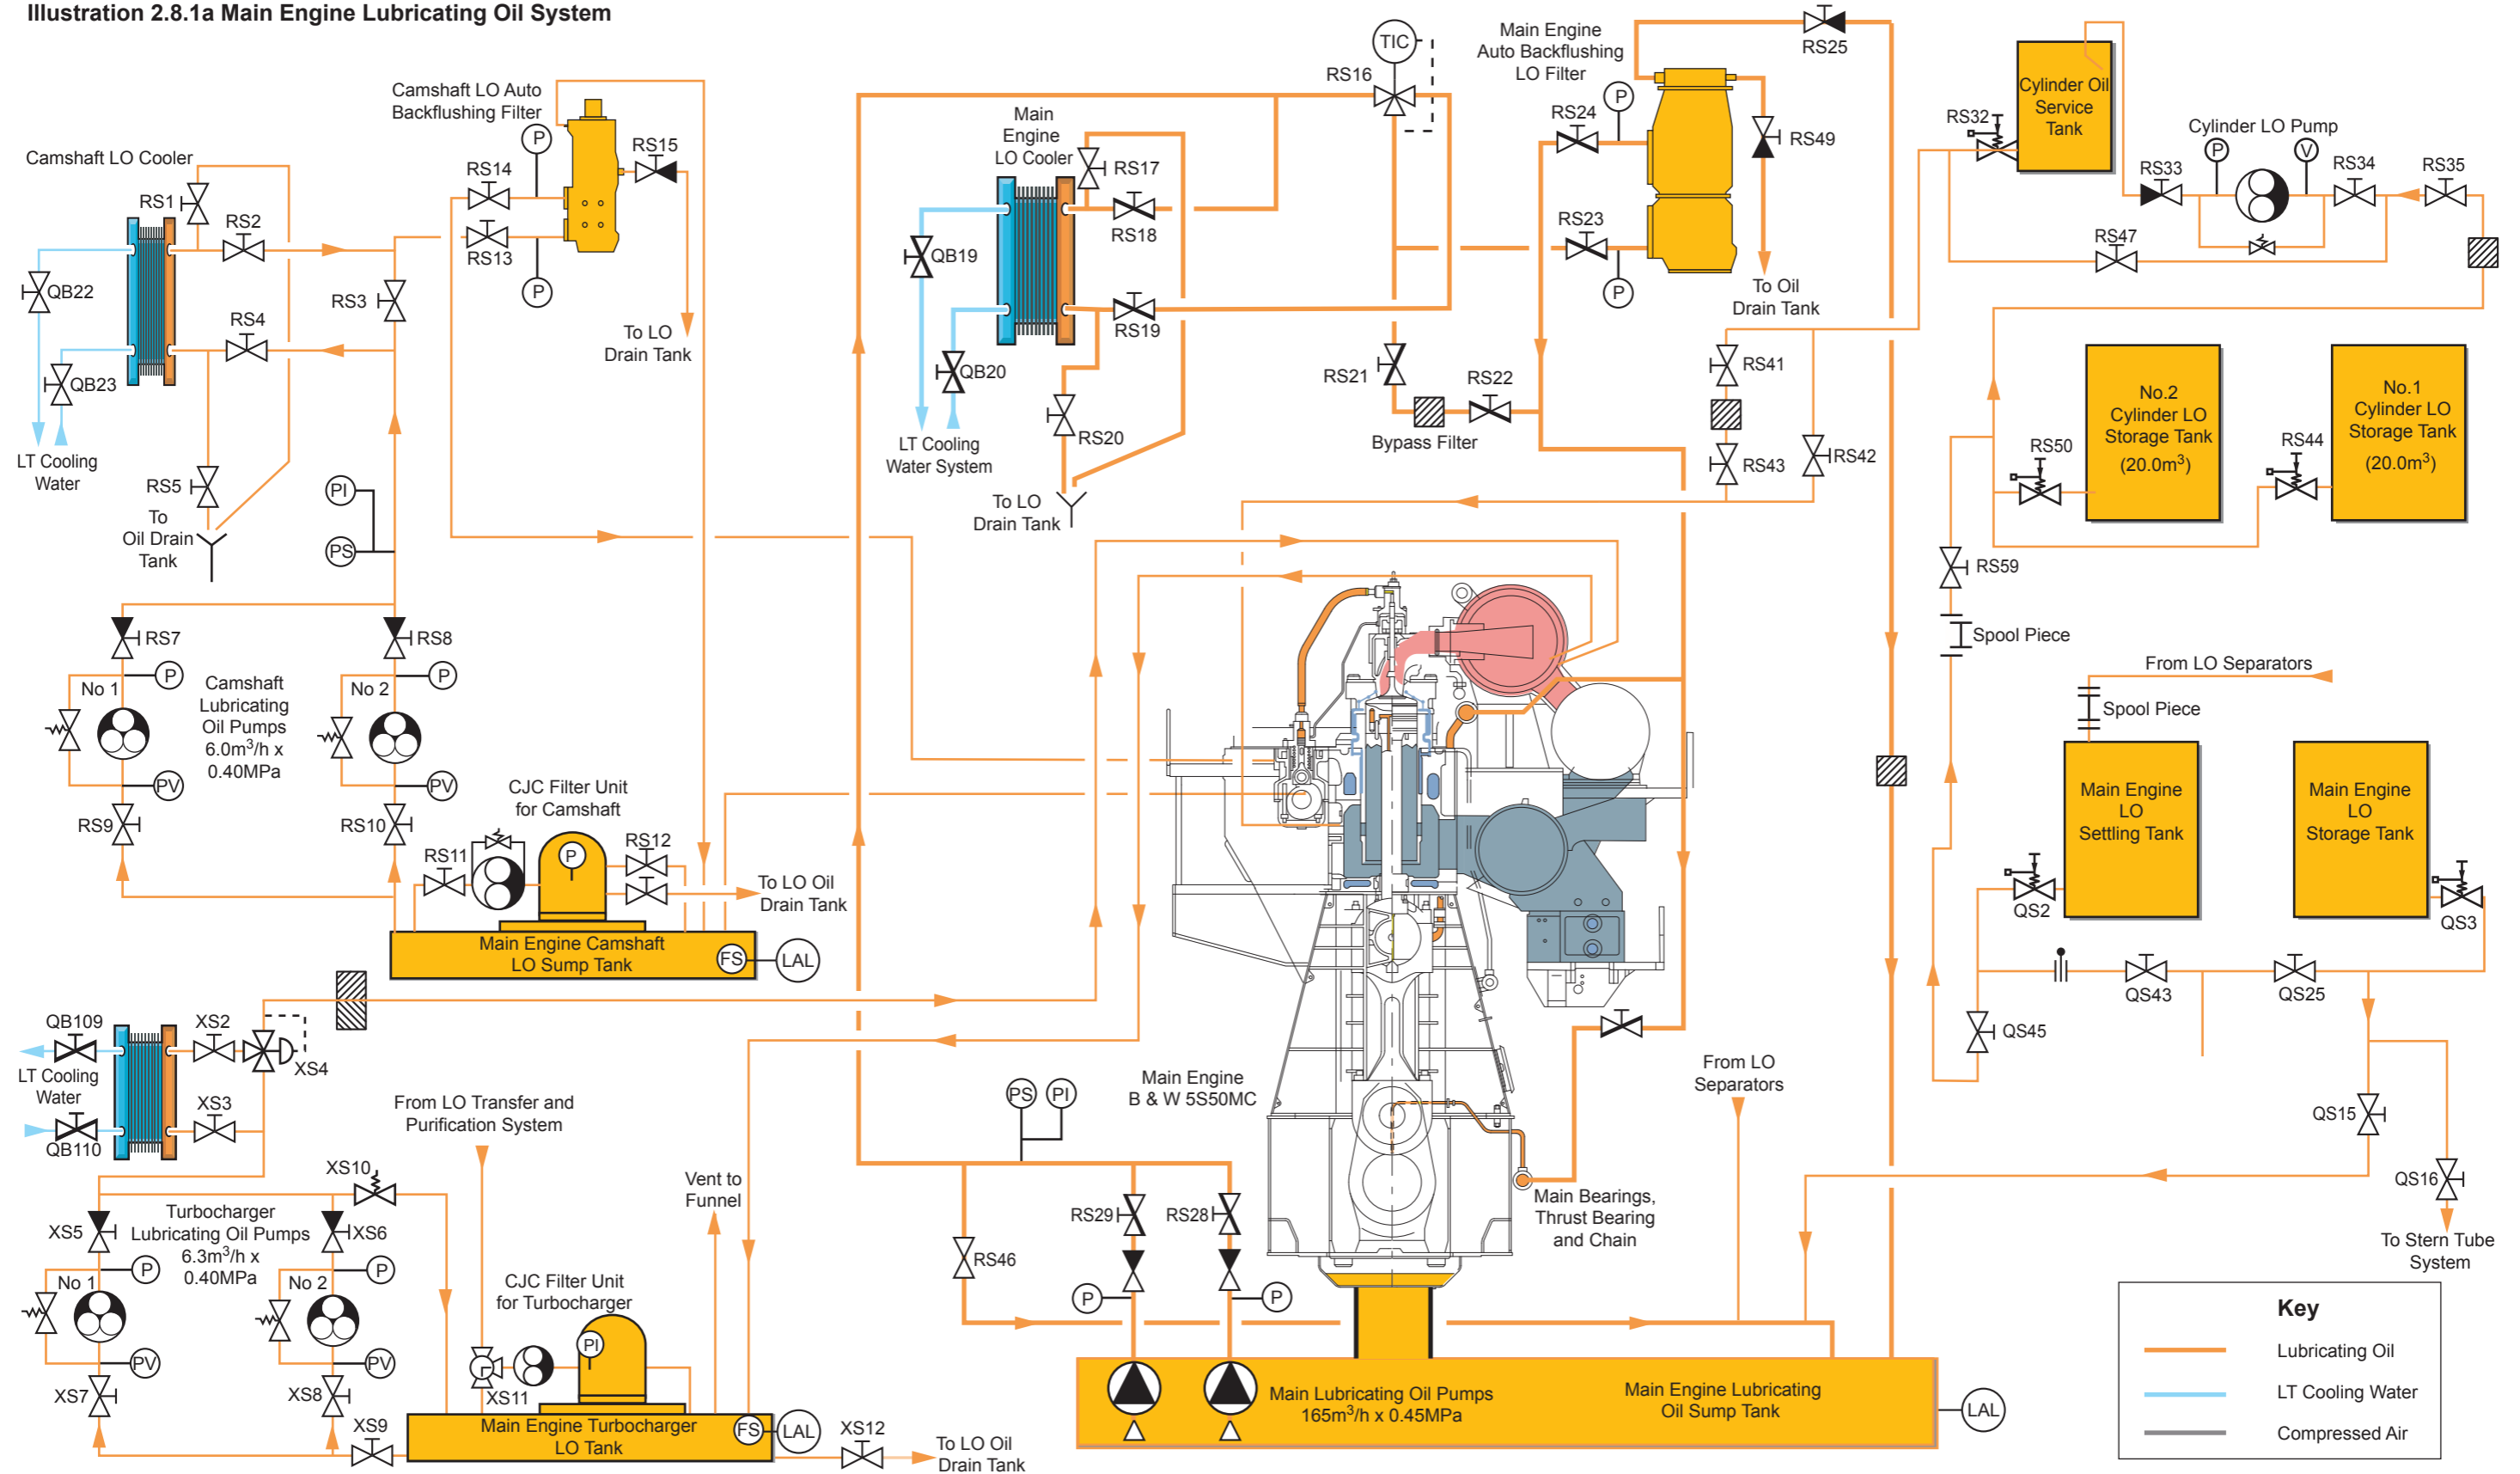 Illustration 2.8.1a Main Engine Lubricating Oil System
Camshaft LO Cooler
RS1
RS2
QB22
RS3
RS4
QB23
LT Cooling
Water
RS5
To
Oil Drain
Tank
PI
PS
Camshaft LO Auto
Backflushing Filter
P
RS14
RS15
RS13
P
To LO
Drain Tank
RS7
RS8
P
P
No 1
No 2
Camshaft
Lubricating
Oil Pumps
6.0m³/h x
0.40MPa
PV
PV
RS9
RS10
CJC Filter Unit
for Camshaft
RS11
P
RS12
To LO Oil
Drain Tank
Main Engine Camshaft
LO Sump Tank
FS
LAL
QB109
XS2
XS4
LT Cooling
Water
XS3
QB110
From LO Transfer and
Purification System
XS10
Turbocharger
Lubricating Oil Pumps
6.3m³/h x
0.40MPa
XS5
XS6
P
P
No 1
No 2
PV
PV
XS7
XS8
XS9
Vent to
Funnel
CJC Filter Unit
for Turbocharger
PI
XS11
Main Engine Turbocharger
LO Tank
FS
LAL
XS12
To LO Oil
Drain Tank
TIC
RS16
Main
Engine
LO Cooler
RS17
RS18
QB19
RS19
QB20
RS20
LT Cooling
Water System
To LO
Drain Tank
Main Engine
Auto Backflushing
LO Filter
RS25
P
RS24
RS49
RS23
P
To Oil
Drain Tank
RS21
RS22
Bypass Filter
RS41
RS43
RS42
Cylinder Oil
Service
Tank
RS32
Cylinder LO Pump
P
V
RS33
RS34
RS35
RS47
No.2
Cylinder LO
Storage Tank
(20.0m³)
No.1
Cylinder LO
Storage Tank
(20.0m³)
RS50
RS44
RS59
Spool Piece
From LO Separators
Spool Piece
Main Engine
LO
Settling Tank
Main Engine
LO
Storage Tank
QS2
QS3
QS43
QS25
QS45
QS15
QS16
To Stern Tube
System
Main Engine
B & W 5S50MC
PS
PI
From LO
Separators
RS29
RS28
RS46
P
P
Main Bearings,
Thrust Bearing
and Chain
Main Lubricating Oil Pumps
165m³/h x 0.45MPa
Main Engine Lubricating
Oil Sump Tank
LAL
Key
Lubricating Oil
LT Cooling Water
Compressed Air